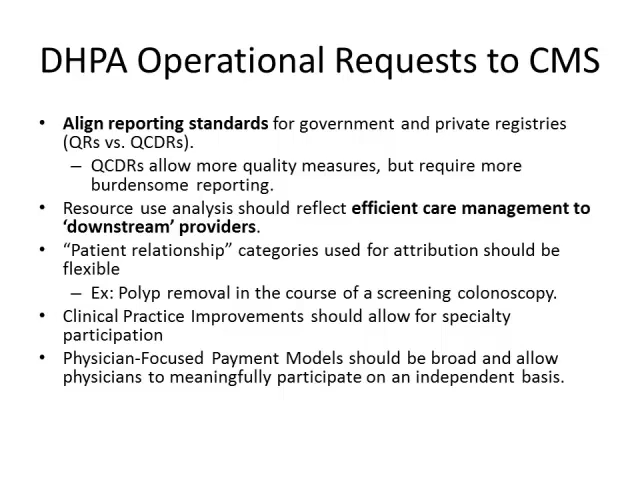 DHPA Operational Requests to CMS
• Align reporting standards for government and private registries
(QRs vs. QCDRs).
– QCDRs allow more quality measures, but require more
burdensome reporting.
• Resource use analysis should reflect efficient care management to
‘downstream’ providers.
• “Patient relationship” categories used for attribution should be
flexible
– Ex: Polyp removal in the course of a screening colonoscopy.
• Clinical Practice Improvements should allow for specialty
participation
• Physician-Focused Payment Models should be broad and allow
physicians to meaningfully participate on an independent basis.